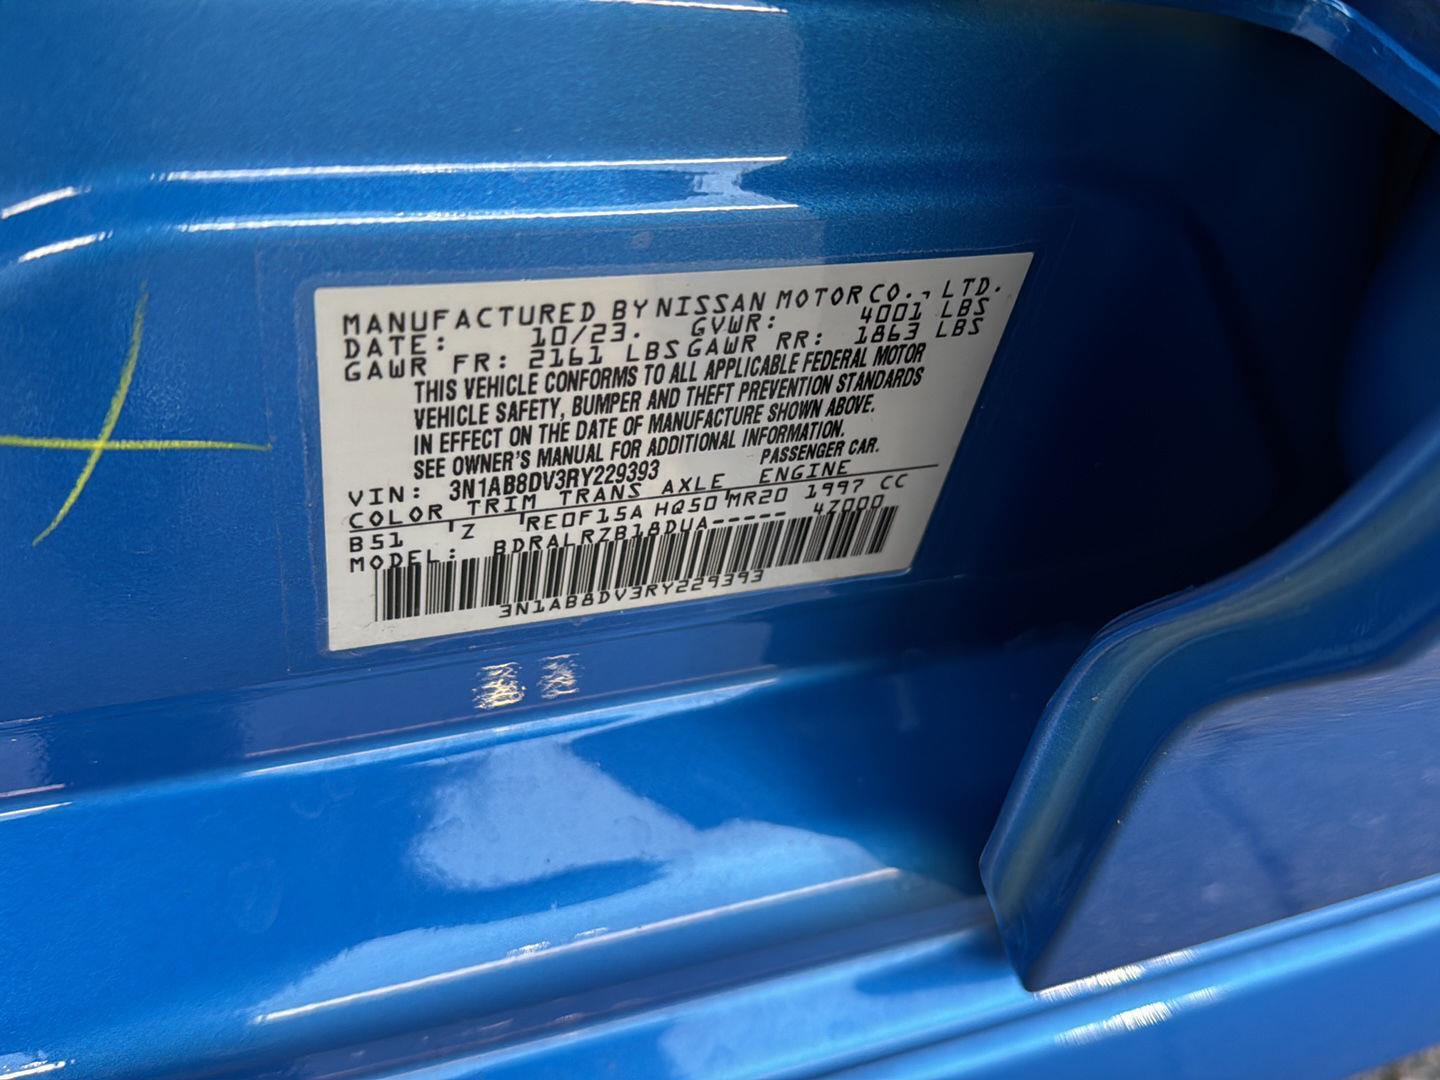 MANUFACTURED BY NISSAN MOTOR CO., LTD.
DATE: 10/23. GVWR: 4001 LBS
GAWR FR: 2161 LBS GAWR RR: 1863 LBS
THIS VEHICLE CONFORMS TO ALL APPLICABLE FEDERAL MOTOR
VEHICLE SAFETY, BUMPER AND THEFT PREVENTION STANDARDS
IN EFFECT ON THE DATE OF MANUFACTURE SHOWN ABOVE.
SEE OWNER'S MANUAL FOR ADDITIONAL INFORMATION.
VIN: 3N1AB8DV3RY229393 PASSENGER CAR.
COLOR TRIM TRANS AXLE ENGINE
B51 Z RE0F15A HQ50 MR20 1997 CC
MODEL: BDRALRZB18DUA----- 4Z000
3N1AB8DV3RY229393